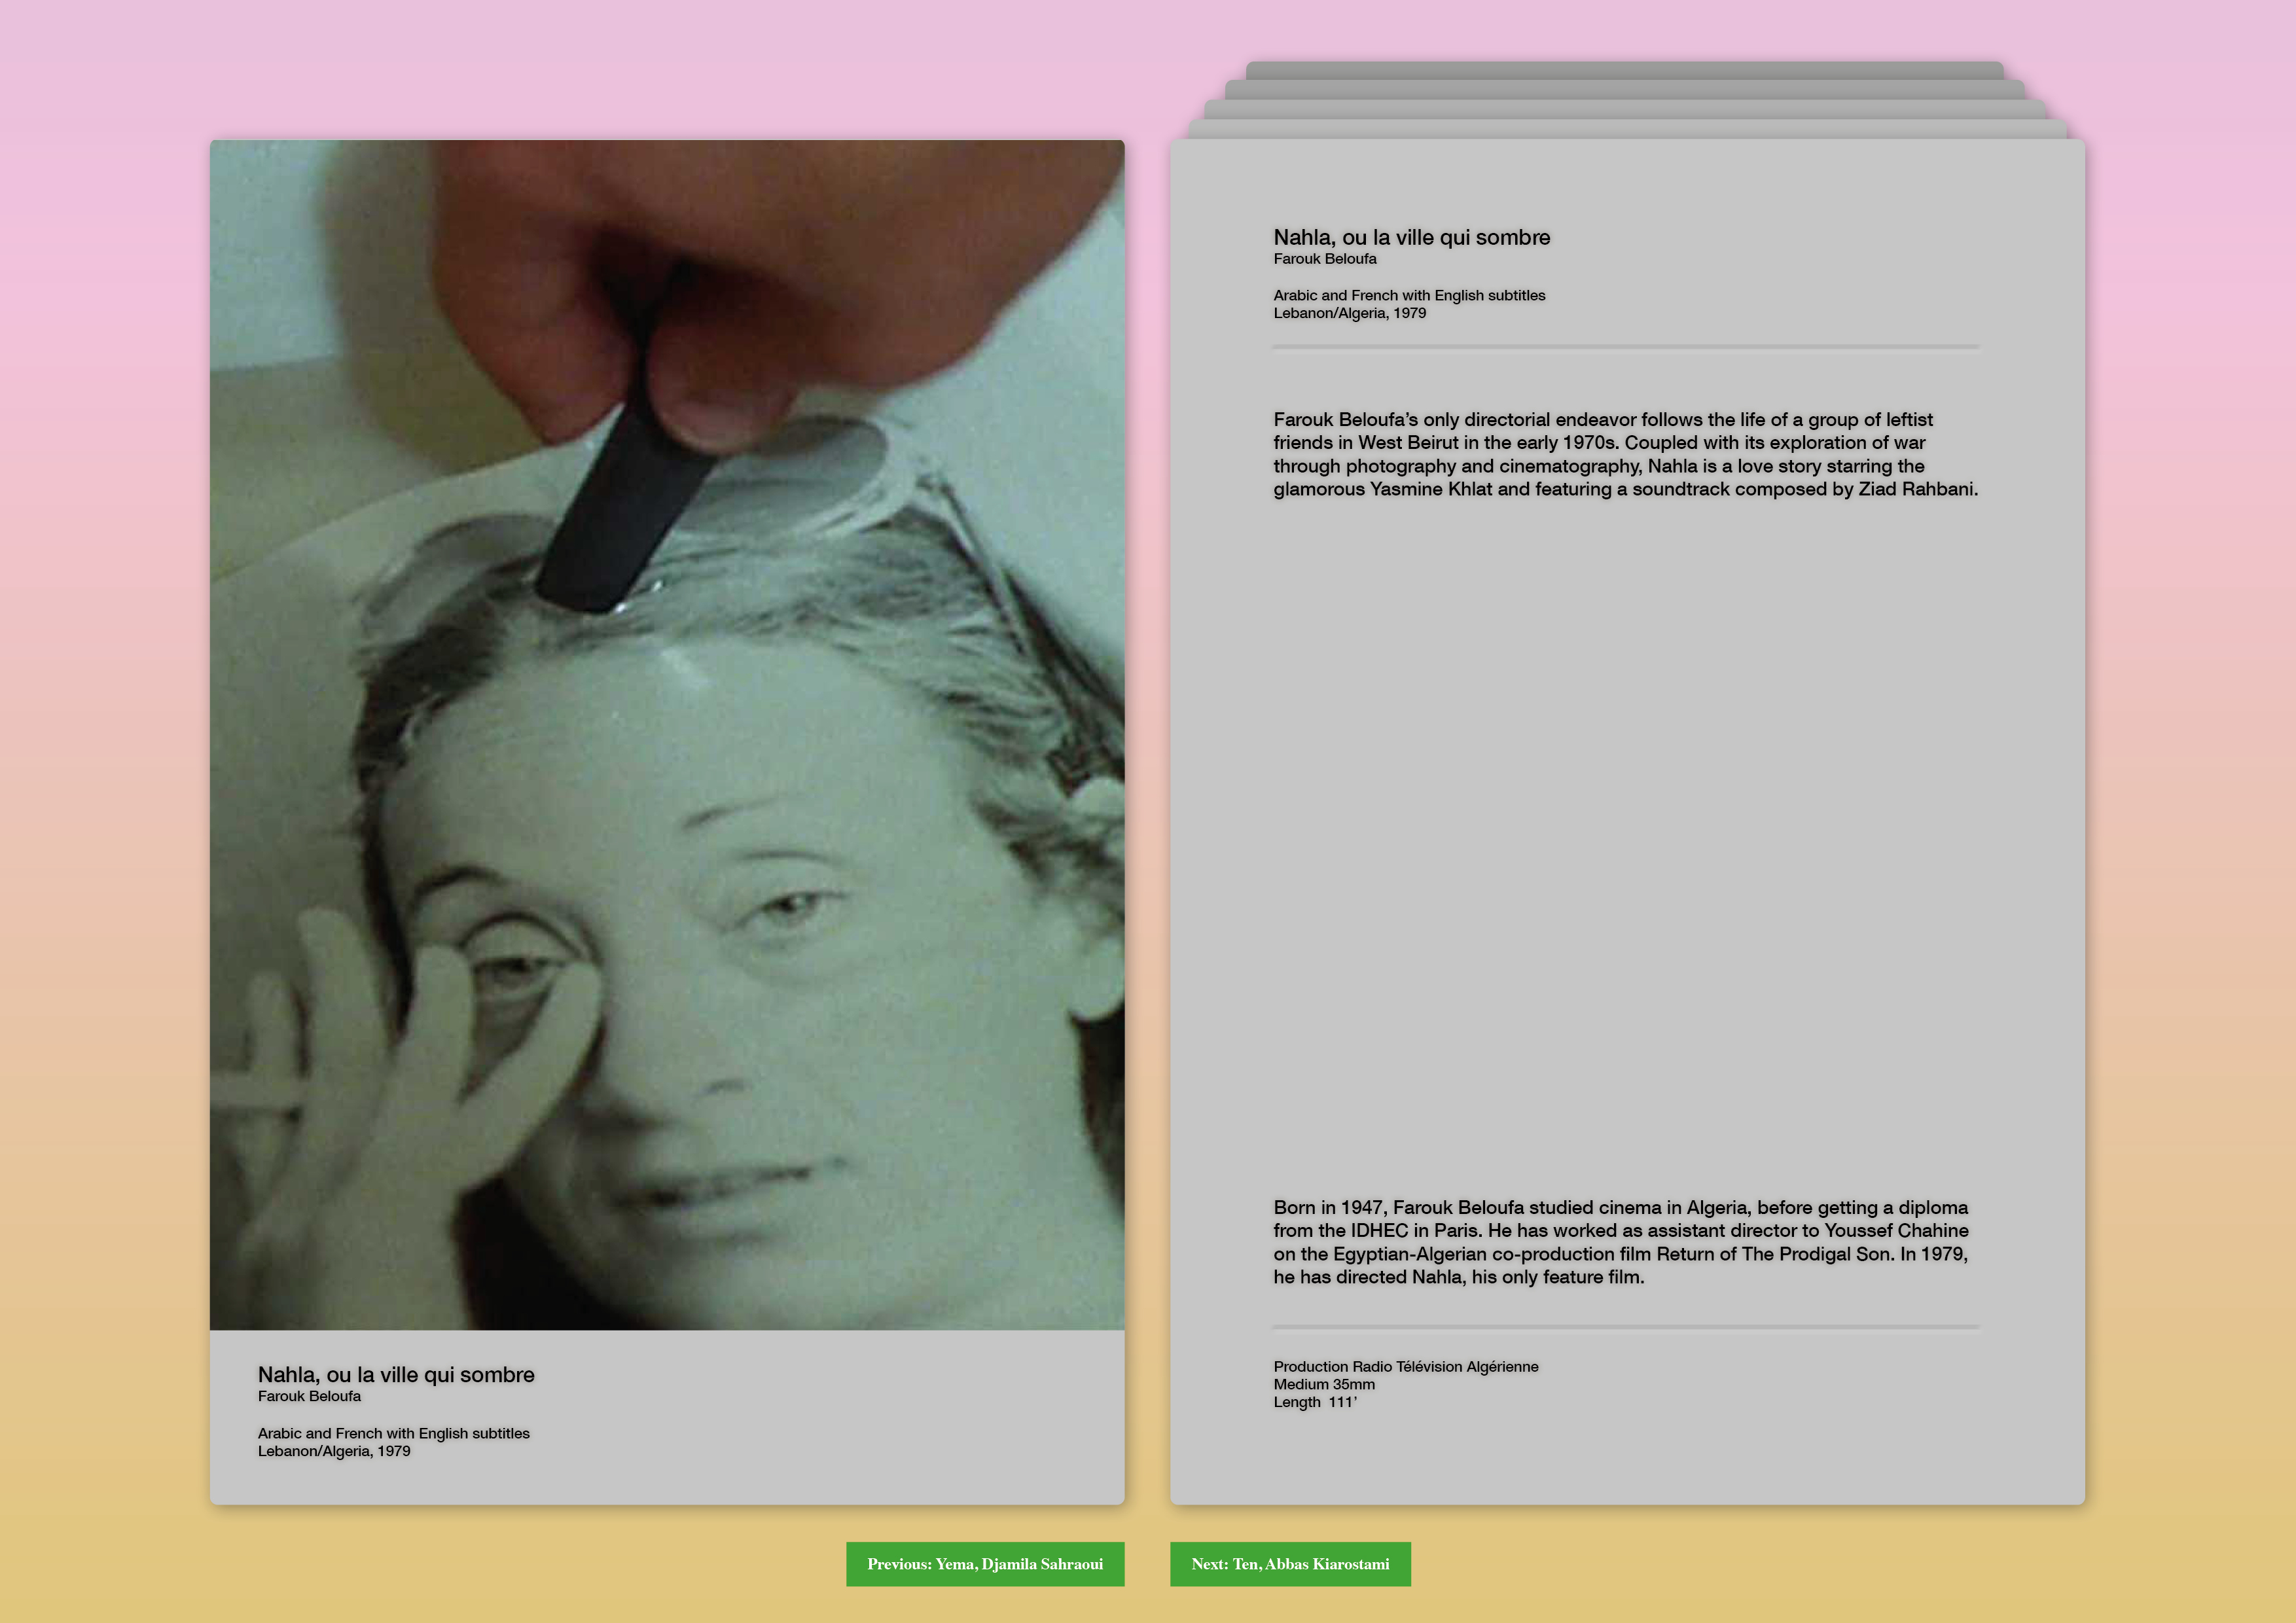 Nahla, ou la ville qui sombre
Farouk Beloufa
Arabic and French with English subtitles
Lebanon/Algeria, 1979
Nahla, ou la ville qui sombre
Farouk Beloufa
Arabic and French with English subtitles
Lebanon/Algeria, 1979
Farouk Beloufa’s only directorial endeavor follows the life of a group of leftist
friends in West Beirut in the early 1970s. Coupled with its exploration of war
through photography and cinematography, Nahla is a love story starring the
glamorous Yasmine Khlat and featuring a soundtrack composed by Ziad Rahbani.
Born in 1947, Farouk Beloufa studied cinema in Algeria, before getting a diploma
from the IDHEC in Paris. He has worked as assistant director to Youssef Chahine
on the Egyptian-Algerian co-production film Return of The Prodigal Son. In 1979,
he has directed Nahla, his only feature film.
Production Radio Télévision Algérienne
Medium 35mm
Length 111’
Previous: Yema, Djamila Sahraoui
Next: Ten, Abbas Kiarostami